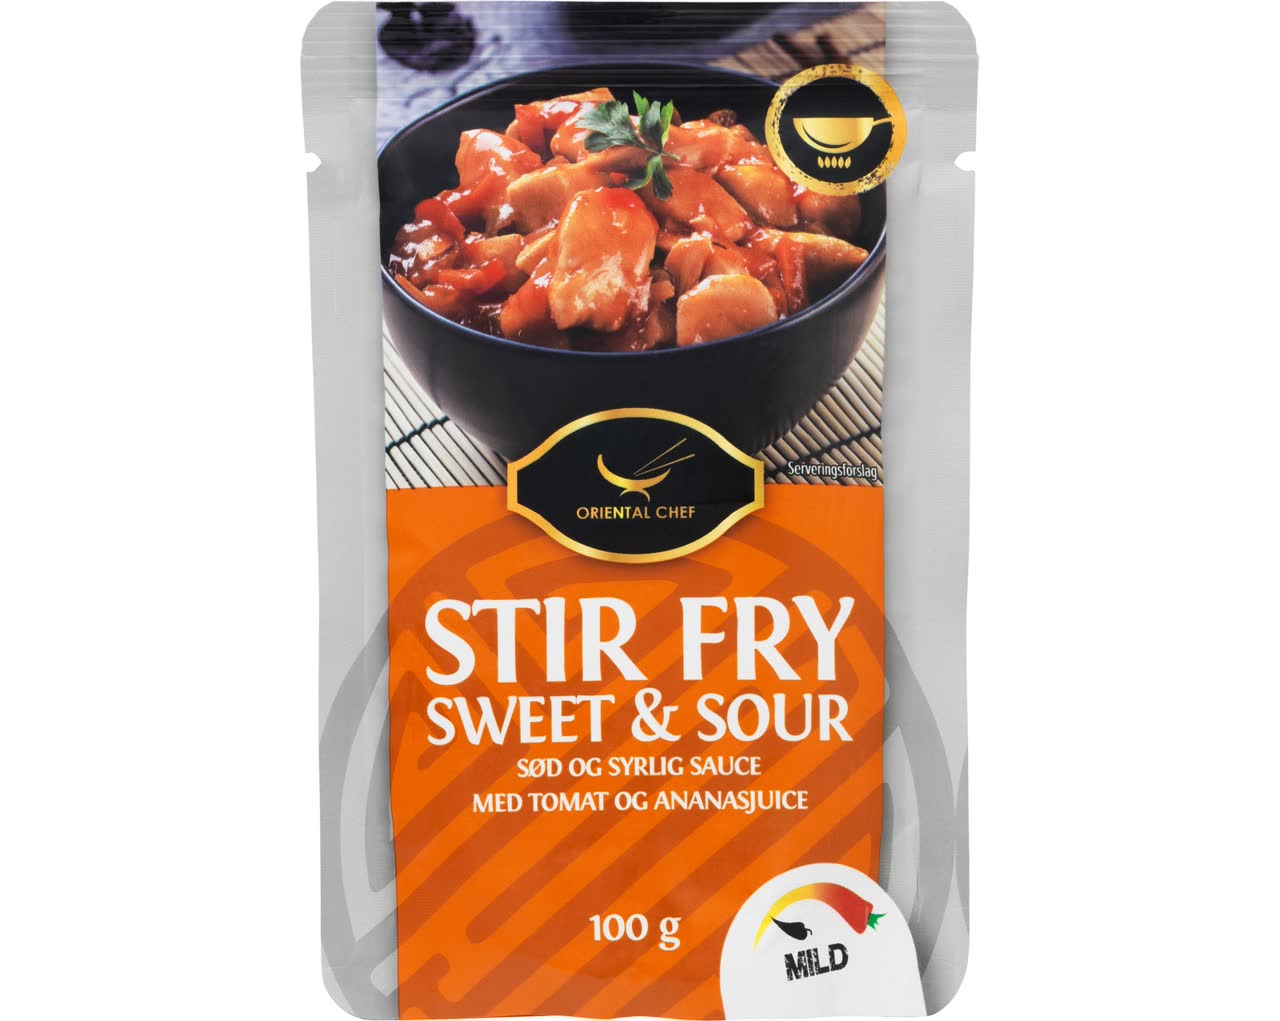 Serveringsforslag
ORIENTAL CHEF
STIR FRY
SWEET & SOUR
SØD OG SYRLIG SAUCE
MED TOMAT OG ANANASJUICE
100 g
MILD